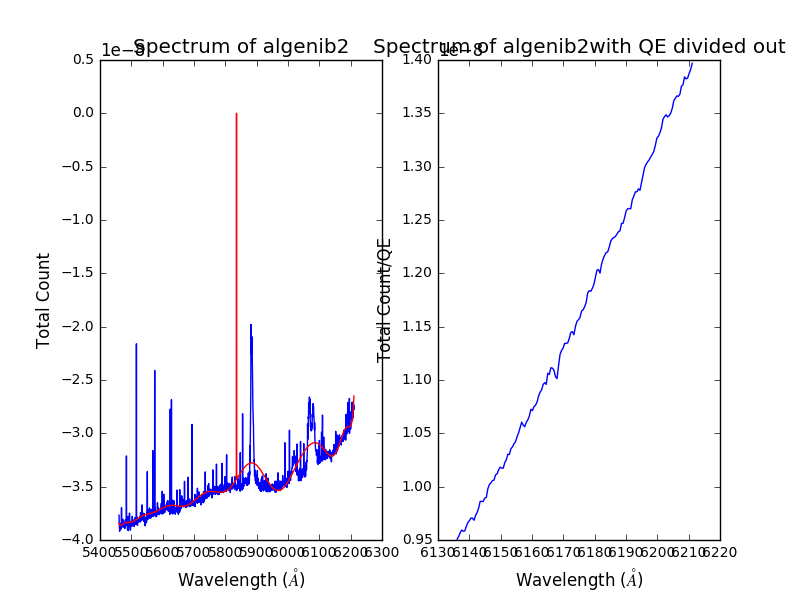 Spectrum of algenib2
Spectrum of algenib2with QE divided out
1e−8
0.5
0.0
−0.5
−1.0
−1.5
−2.0
−2.5
−3.0
−3.5
−4.0
Total Count
5400 5500 5600 5700 5800 5900 6000 6100 6200 6300
Wavelength (Å)
1e−8
1.40
1.35
1.30
1.25
1.20
1.15
1.10
1.05
1.00
0.95
Total Count/QE
6130 6140 6150 6160 6170 6180 6190 6200 6210 6220
Wavelength (Å)